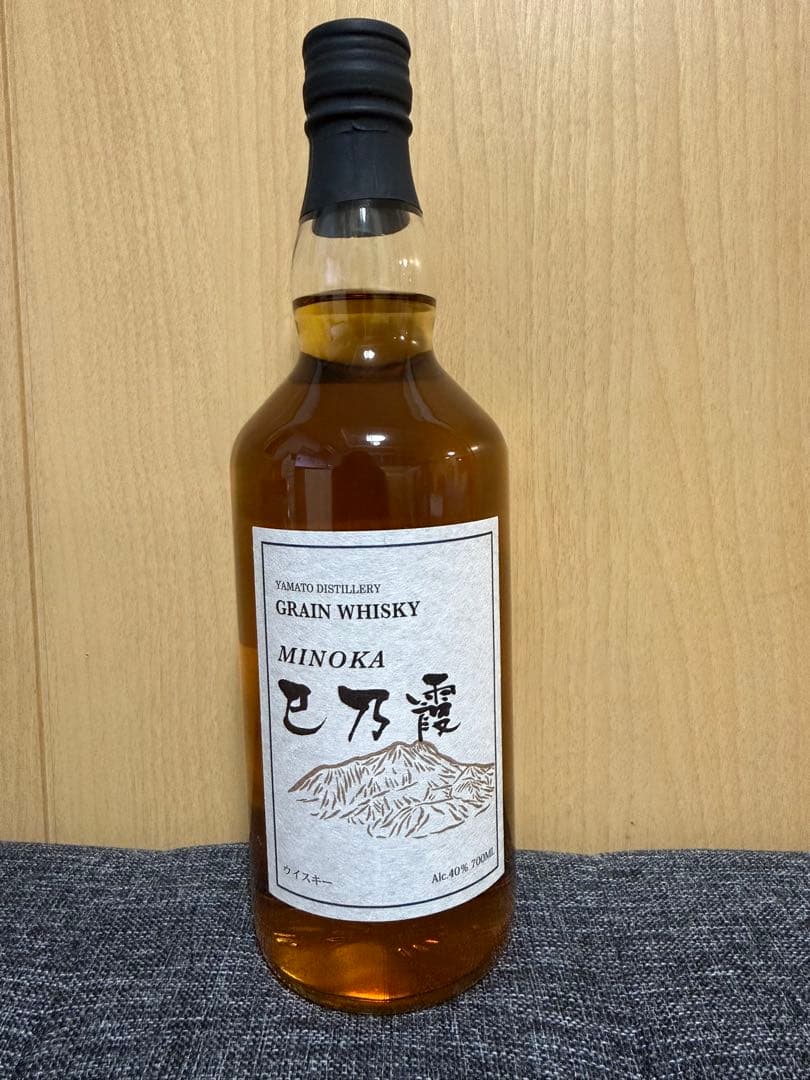 YAMATO DISTILLERY
GRAIN WHISKY
MINOKA
巳乃霞
ウイスキー
Alc.40% 700ML